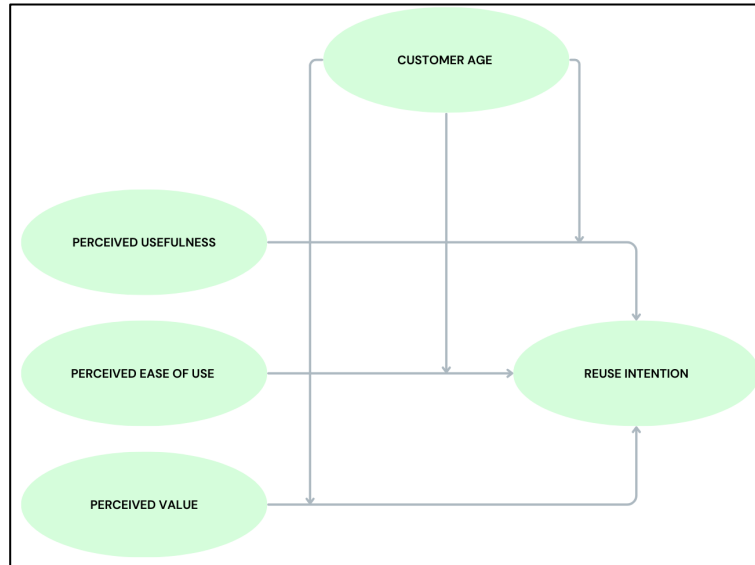 CUSTOMER AGE
PERCEIVED USEFULNESS
PERCEIVED EASE OF USE
REUSE INTENTION
PERCEIVED VALUE